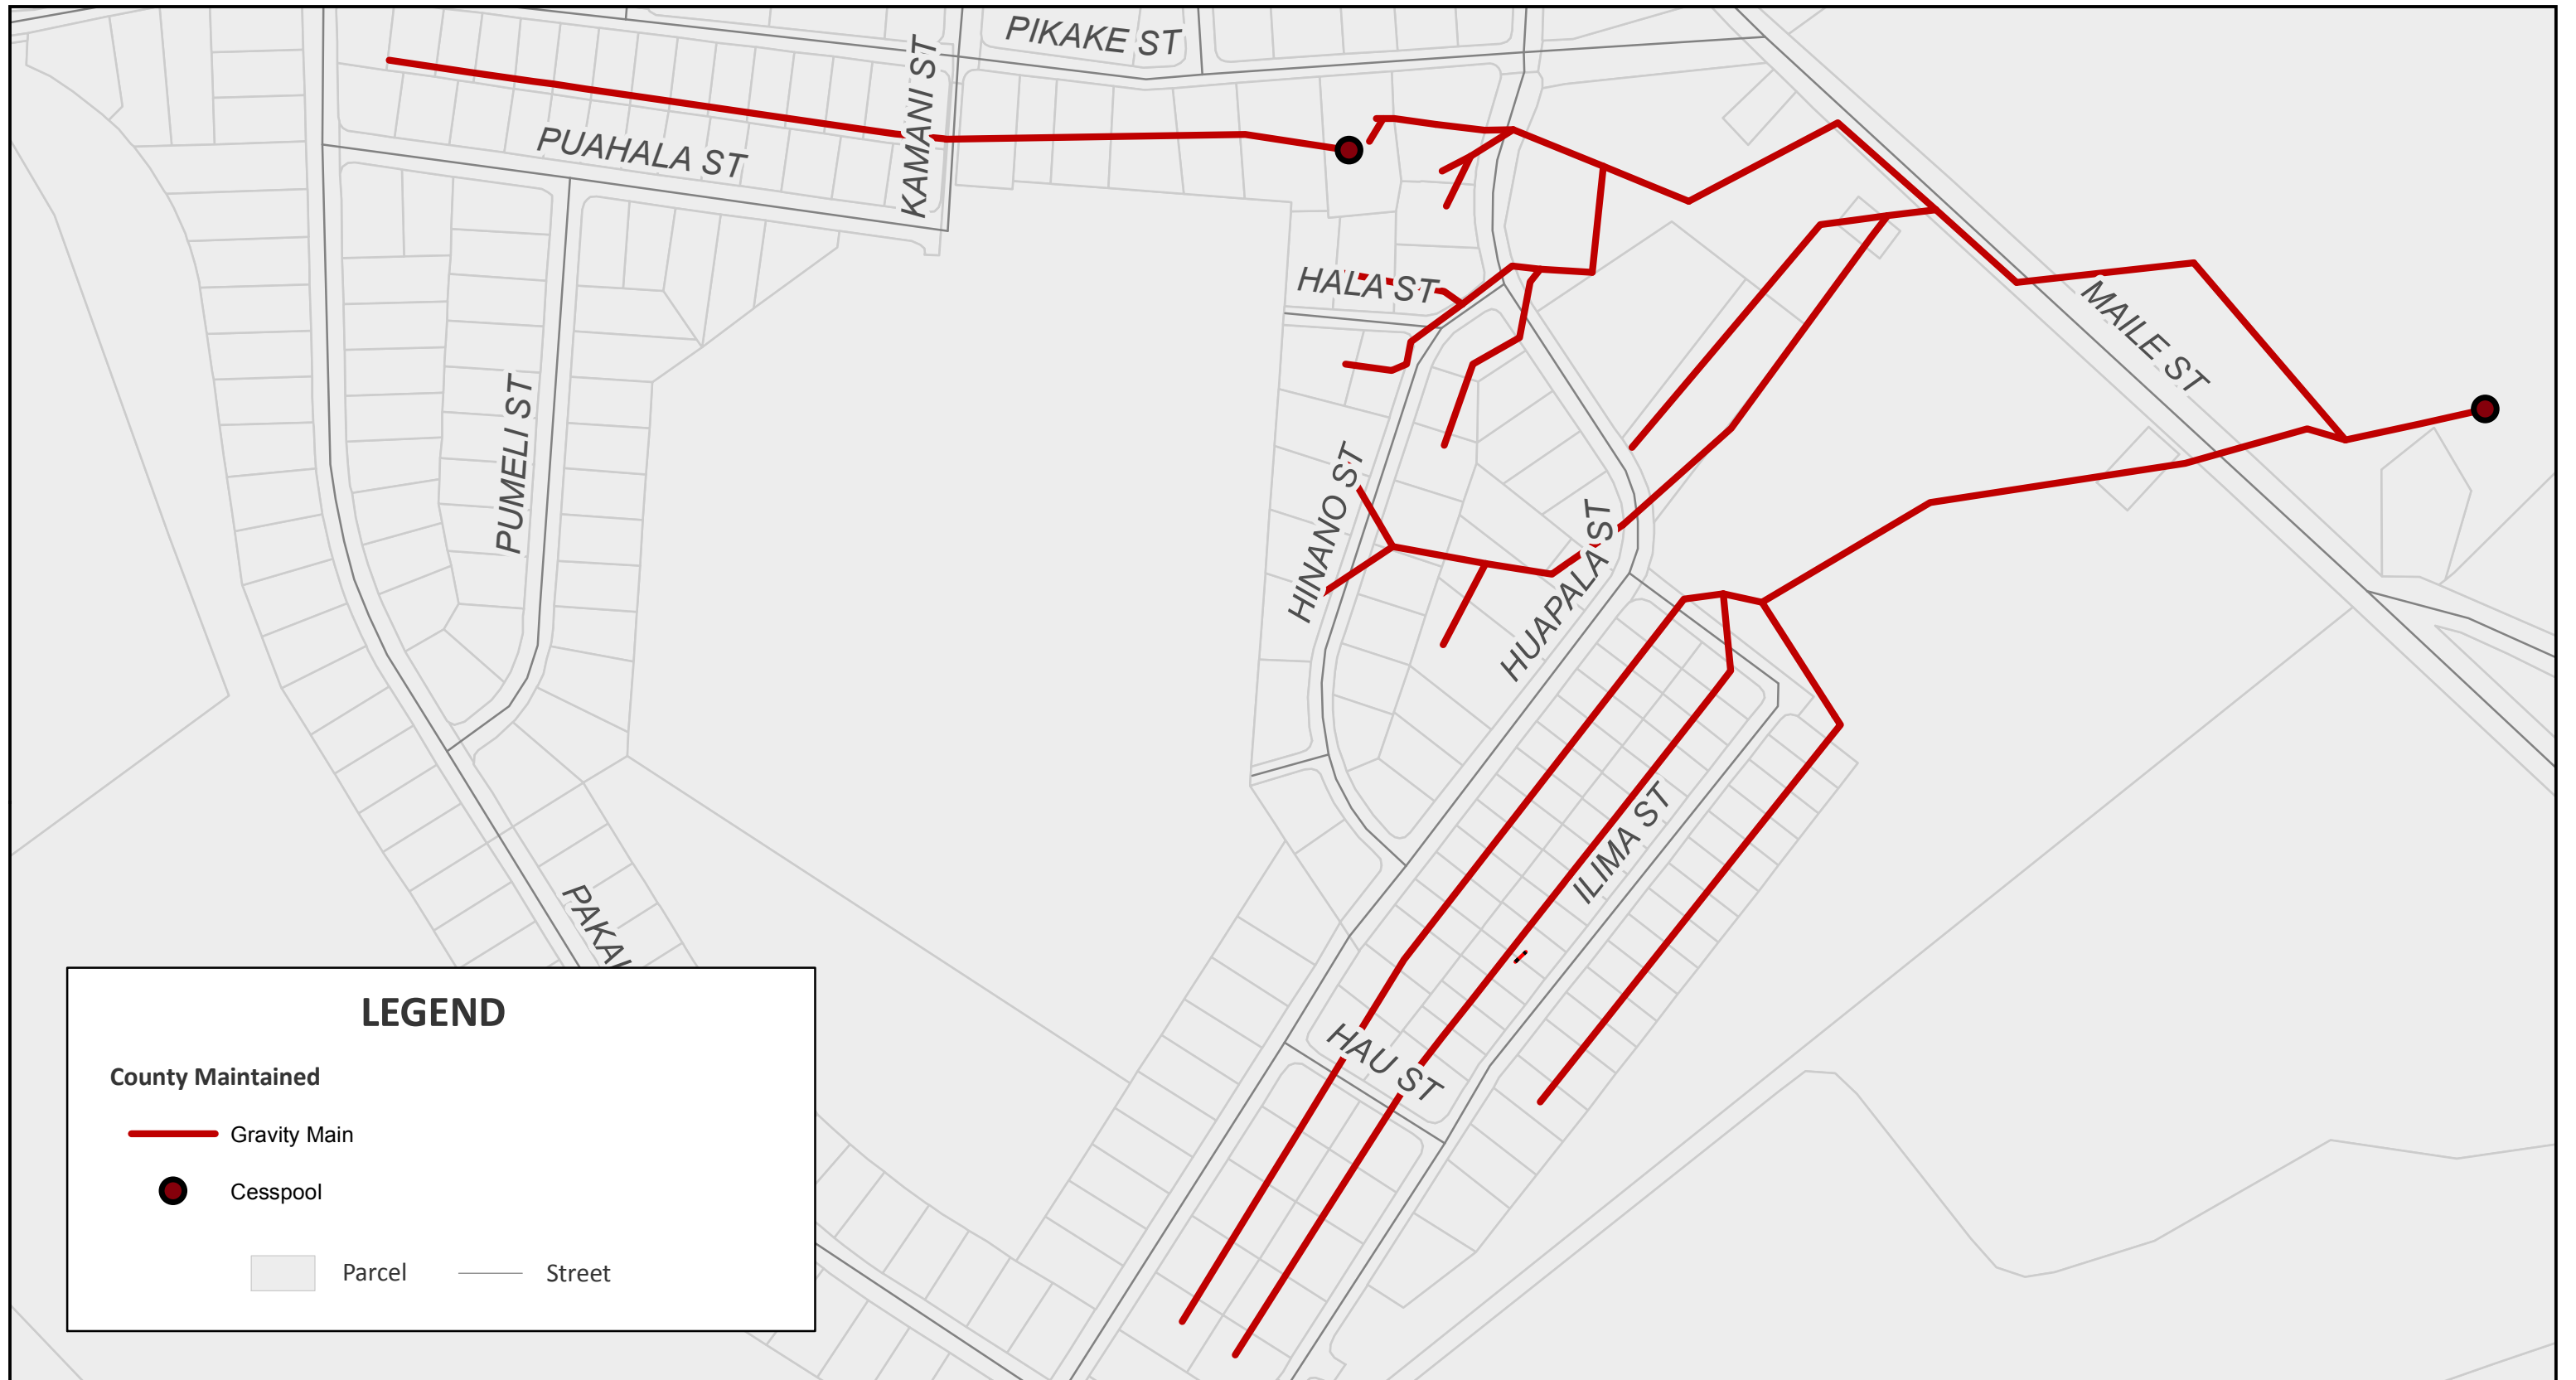 PIKAKE ST
KAMANI ST
PUAHALA ST
HALA ST
MAILE ST
PUMELI ST
HINANO ST
HUAPALA ST
ILIMA ST
PAKAL
HAU ST
LEGEND
County Maintained
Gravity Main
Cesspool
Parcel
Street